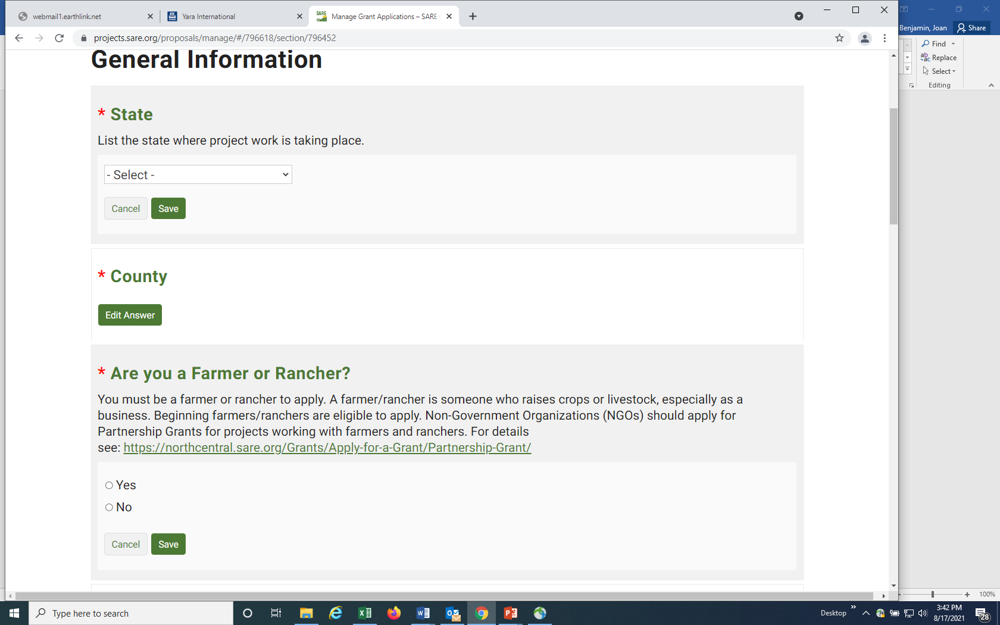 webmail1.earthlink.net
Yara International
SARE
Manage Grant Applications – SARE
Benjamin, Joan
Share
projects.sare.org/proposals/manage/#/796618/section/796452
Find
Replace
Select
Editing
General Information
* State
List the state where project work is taking place.
- Select -
Cancel
Save
* County
Edit Answer
* Are you a Farmer or Rancher?
You must be a farmer or rancher to apply. A farmer/rancher is someone who raises crops or livestock, especially as a
business. Beginning farmers/ranchers are eligible to apply. Non-Government Organizations (NGOs) should apply for
Partnership Grants for projects working with farmers and ranchers. For details
see: https://northcentral.sare.org/Grants/Apply-for-a-Grant/Partnership-Grant/
Yes
No
Cancel
Save
100%
Type here to search
Desktop
3:42 PM
8/17/2021
28